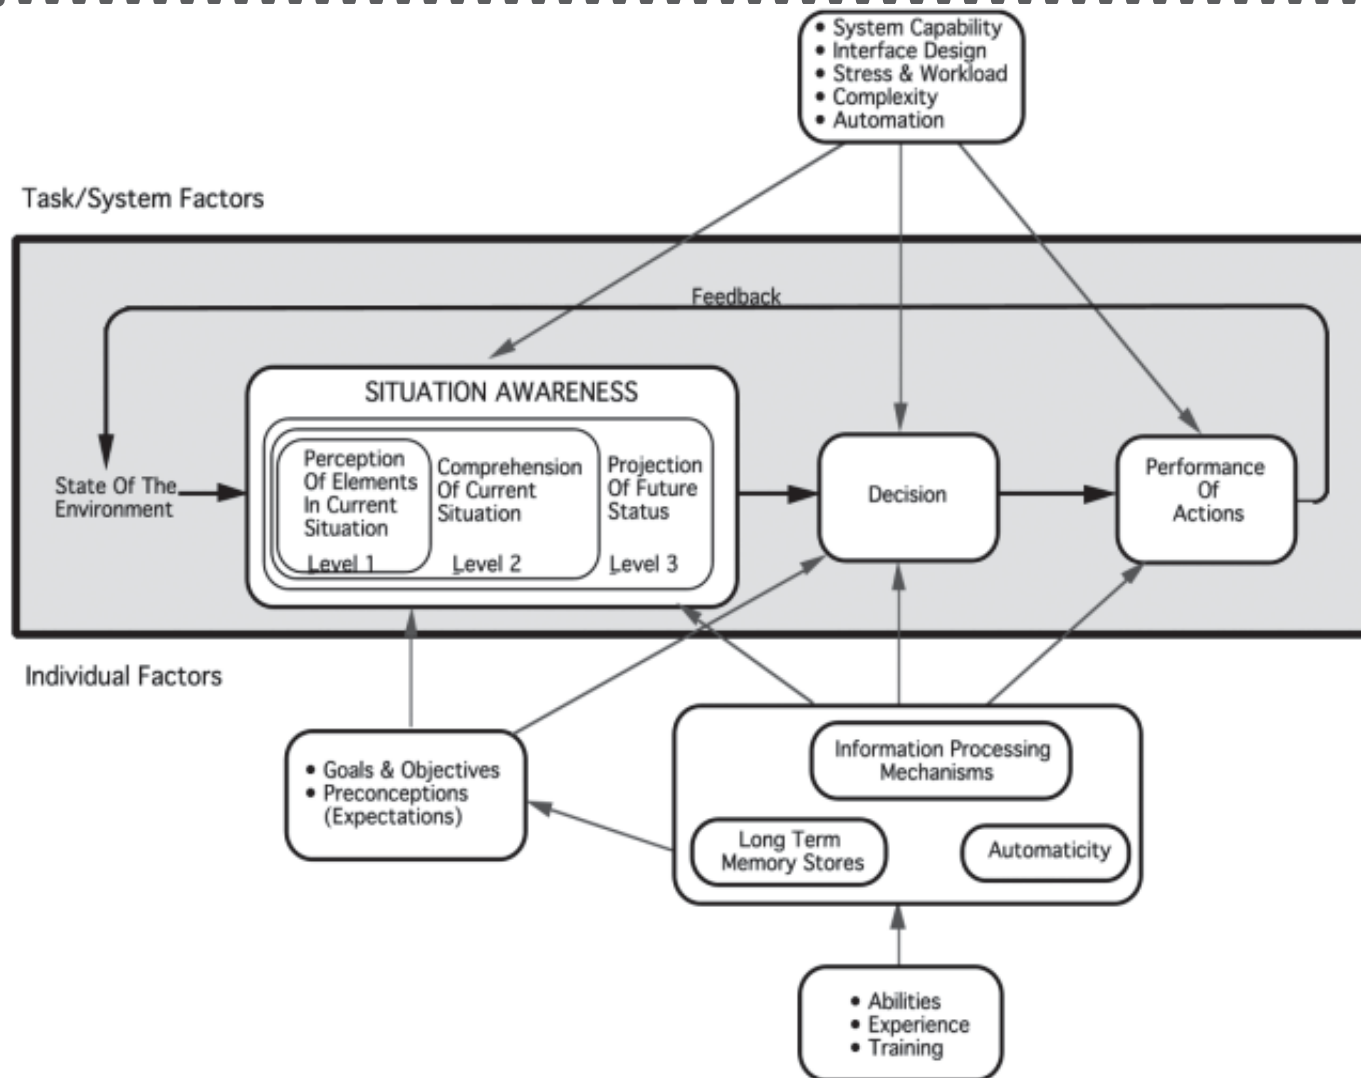 • System Capability
• Interface Design
• Stress & Workload
• Complexity
• Automation
Task/System Factors
Feedback
SITUATION AWARENESS
Perception
Of Elements
In Current
Situation
Level 1
Comprehension
Of Current
Situation
Level 2
Projection
Of Future
Status
Level 3
State Of The
Environment
Decision
Performance
Of
Actions
Individual Factors
• Goals & Objectives
• Preconceptions
(Expectations)
Information Processing
Mechanisms
Long Term
Memory Stores
Automaticity
• Abilities
• Experience
• Training